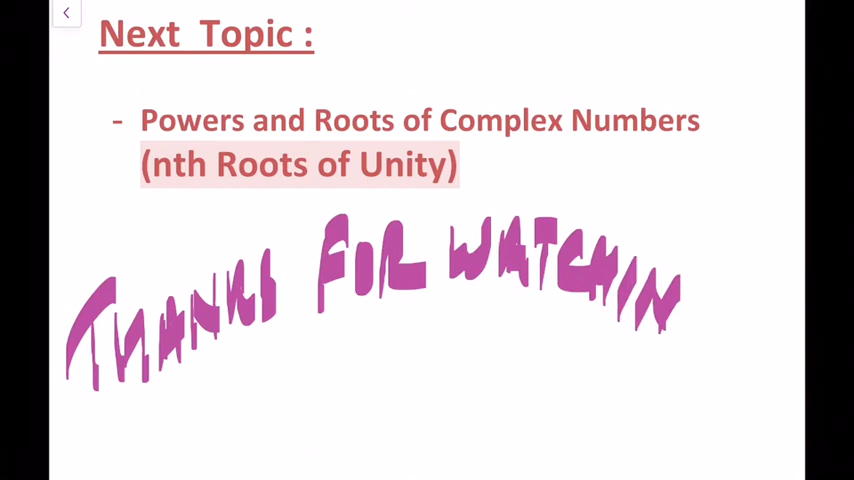 Next Topic :
- Powers and Roots of Complex Numbers
(nth Roots of Unity)
THANKS FOR WATCHIN